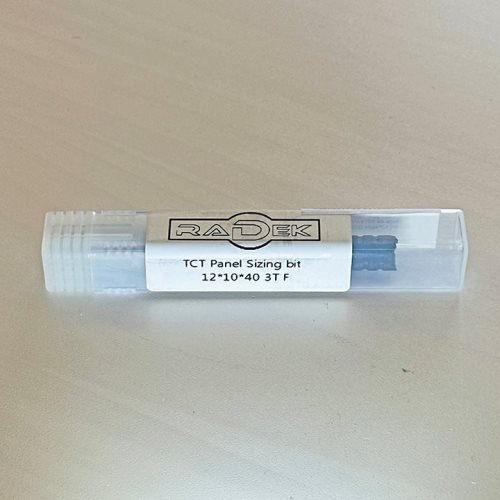 RADEK
TCT Panel Sizing bit
12*10*40 3T F